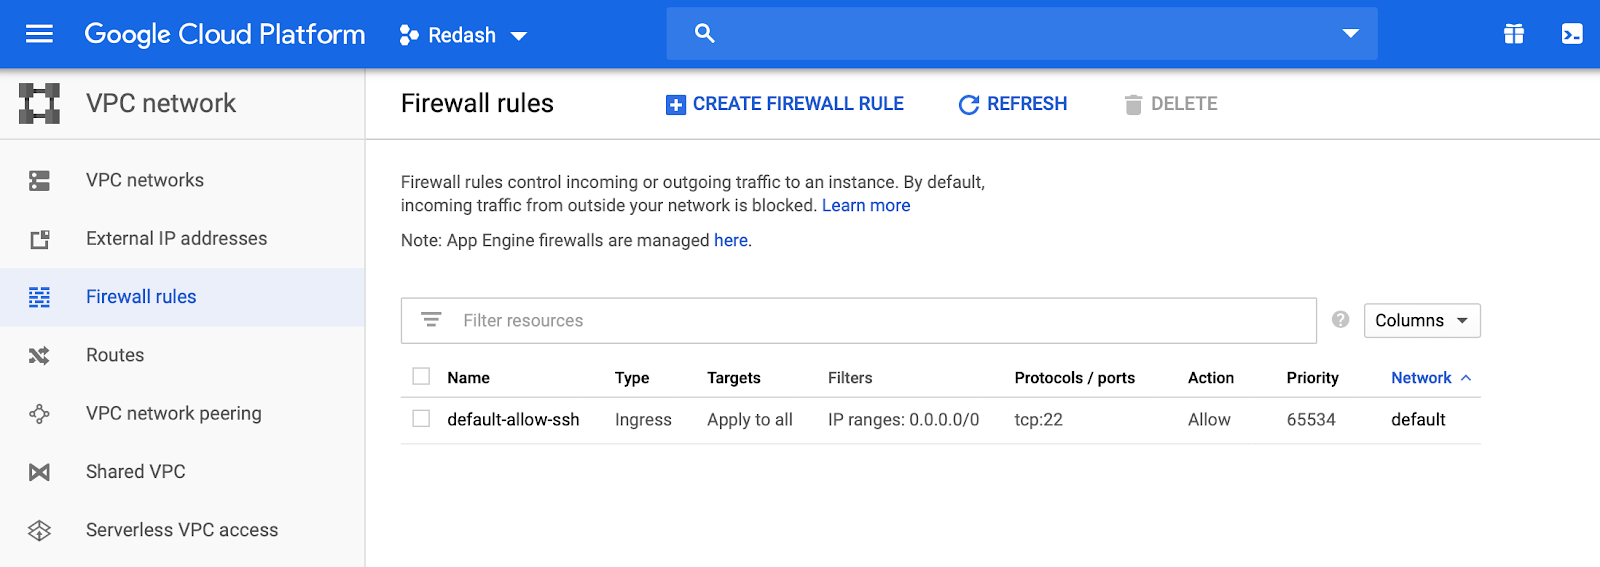 Google Cloud Platform Redash
VPC network
Firewall rules CREATE FIREWALL RULE REFRESH DELETE
VPC networks
External IP addresses
Firewall rules
Routes
VPC network peering
Shared VPC
Serverless VPC access
Firewall rules control incoming or outgoing traffic to an instance. By default,
incoming traffic from outside your network is blocked. Learn more
Note: App Engine firewalls are managed here.
Filter resources Columns
Name Type Targets Filters Protocols / ports Action Priority Network
default-allow-ssh Ingress Apply to all IP ranges: 0.0.0.0/0 tcp:22 Allow 65534 default